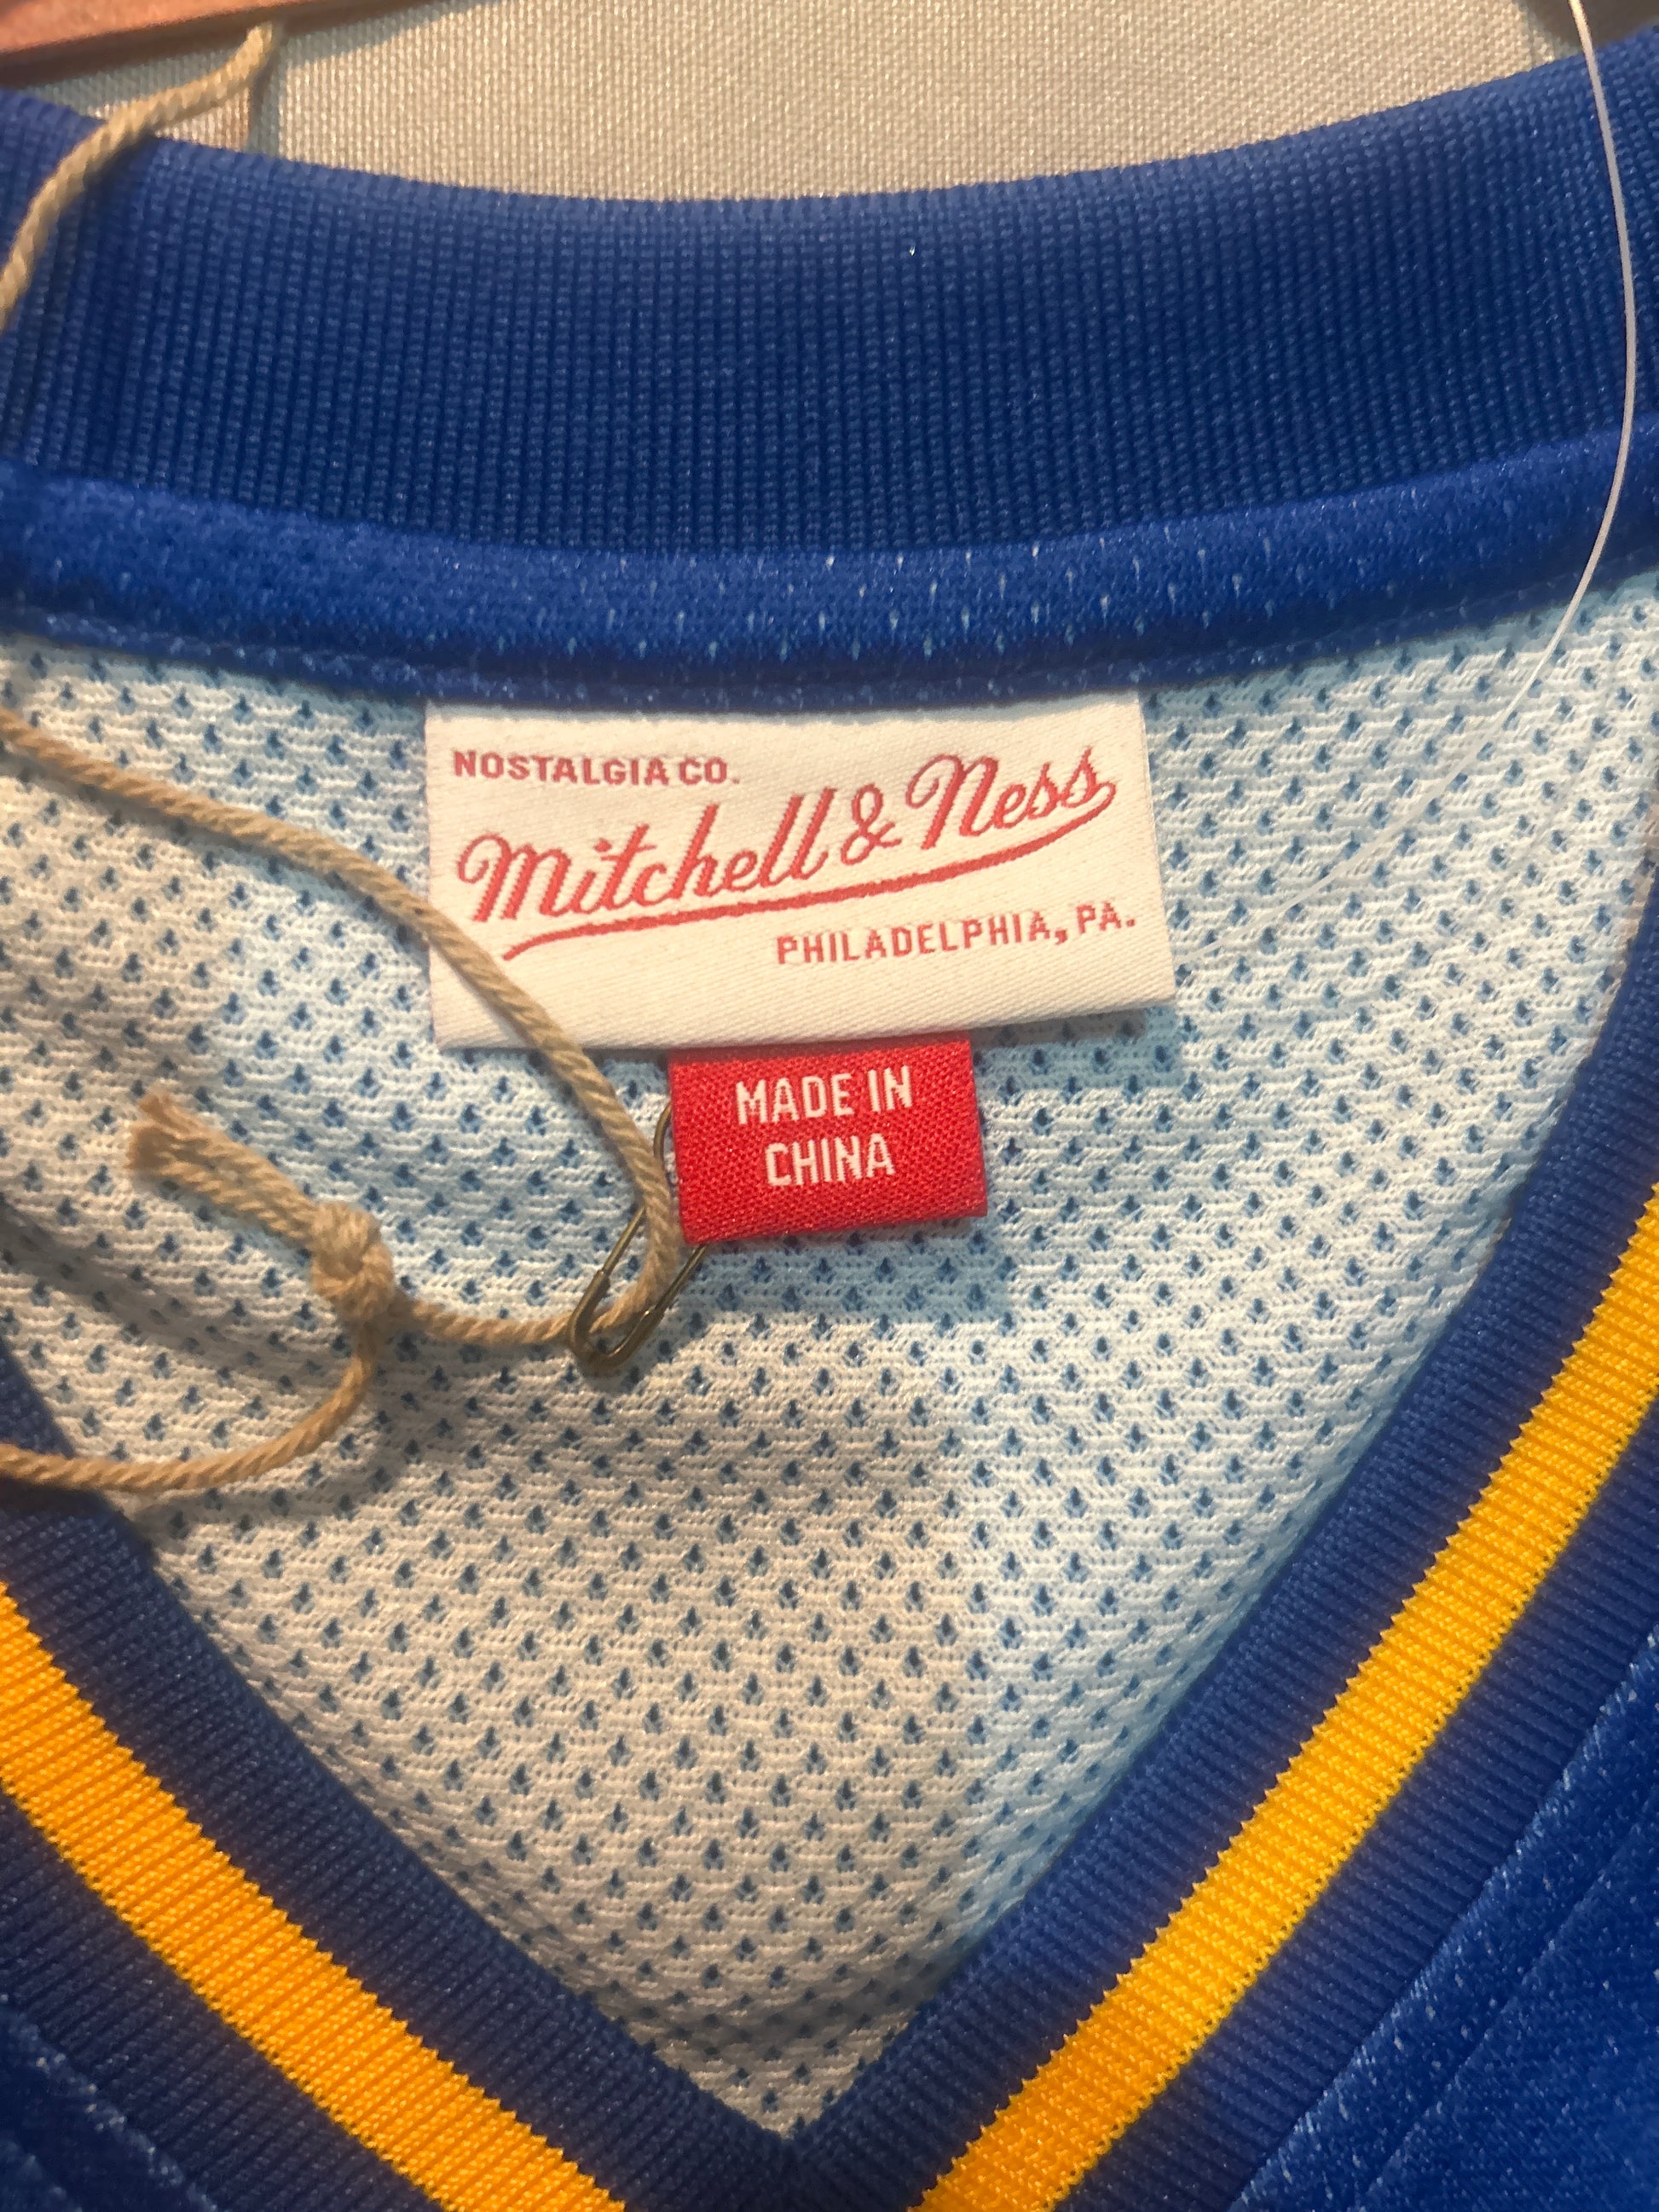 NOSTALGIA CO.
Mitchell & Ness
PHILADELPHIA, PA.
MADE IN
CHINA